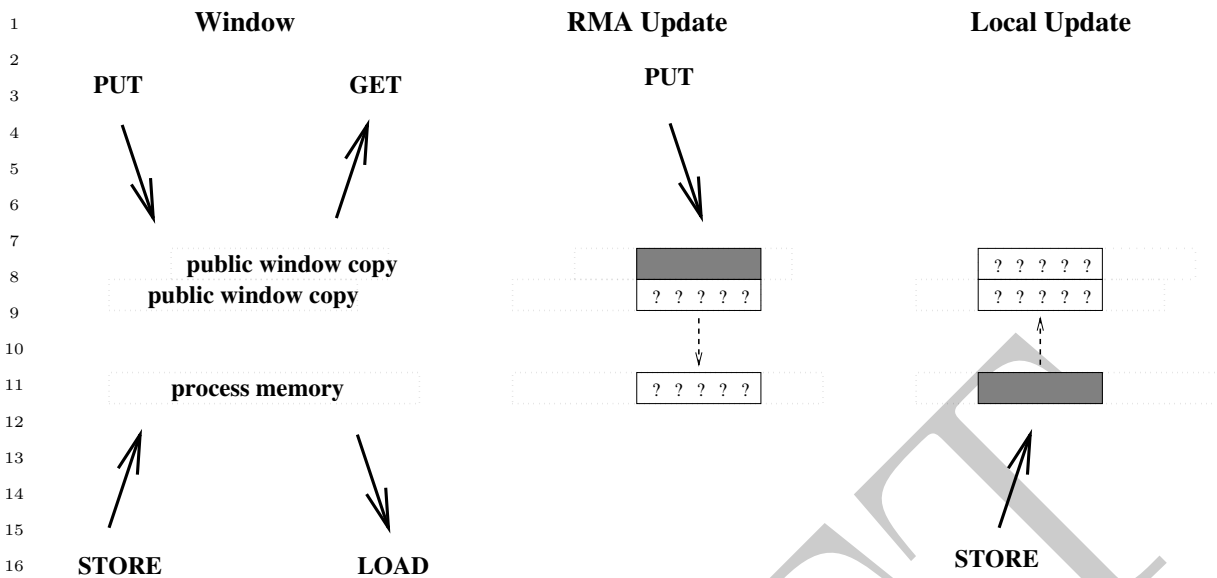 1 Window RMA Update Local Update
2
PUT GET PUT
3
4
5
6
7
public window copy ? ? ? ? ?
8
public window copy ? ? ? ? ? ? ? ? ? ?
9
10
11 process memory ? ? ? ? ?
12
13
14
15
16 STORE LOAD STORE